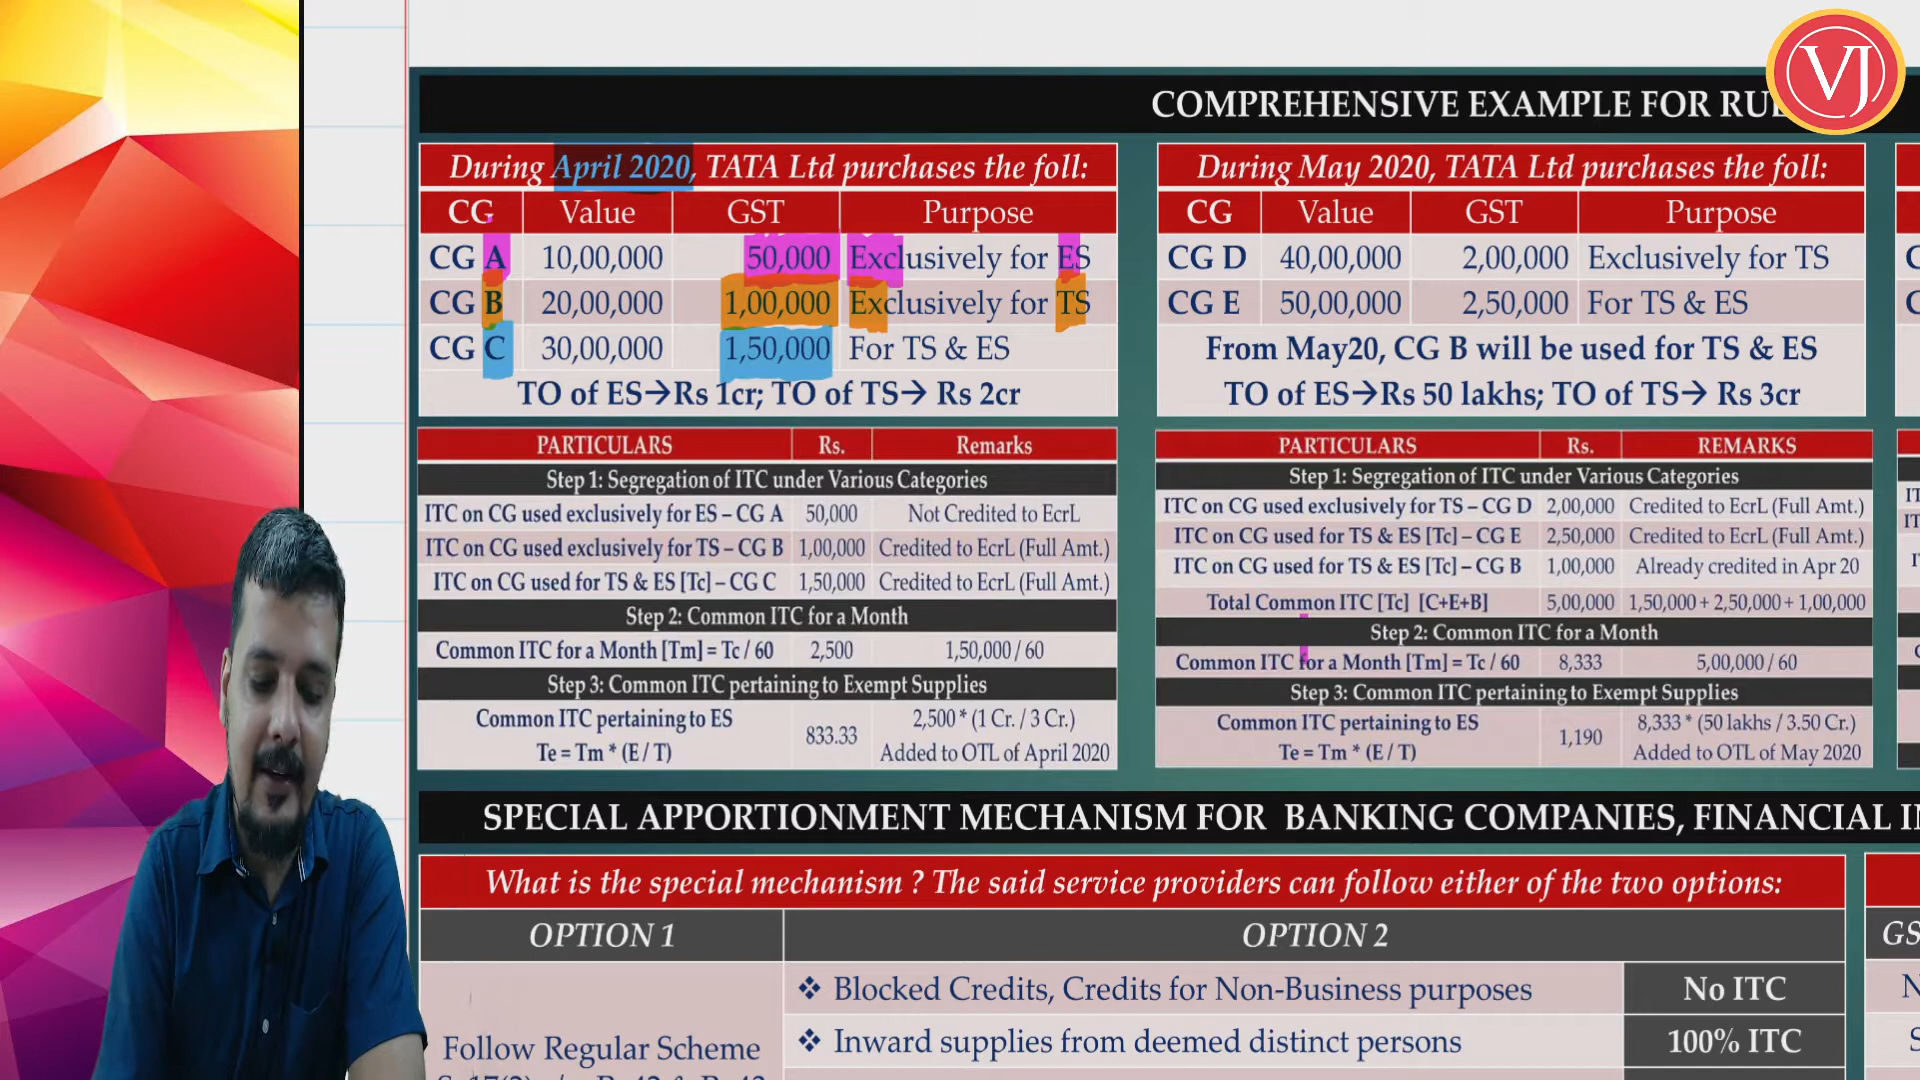 VJ
COMPREHENSIVE EXAMPLE FOR
During April 2020, TATA Ltd purchases the foll:
CG Value GST Purpose
CG A 10,00,000 50,000 Exclusively for ES
CG B 20,00,000 1,00,000 Exclusively for TS
CG C 30,00,000 1,50,000 For TS & ES
TO of ES→Rs 1cr; TO of TS→ Rs 2cr
PARTICULARS Rs. Remarks
Step 1: Segregation of ITC under Various Categories
ITC on CG used exclusively for ES – CG A 50,000 Not Credited to EcrL
ITC on CG used exclusively for TS – CG B 1,00,000 Credited to EcrL (Full Amt.)
ITC on CG used for TS & ES [Tc] – CG C 1,50,000 Credited to EcrL (Full Amt.)
Step 2: Common ITC for a Month
Common ITC for a Month [Tm] = Tc / 60 2,500 1,50,000 / 60
Step 3: Common ITC pertaining to Exempt Supplies
Common ITC pertaining to ES
Te = Tm * (E / T)
833.33
2,500 * (1 Cr. / 3 Cr.)
Added to OTL of April 2020
During May 2020, TATA Ltd purchases the foll:
CG Value GST Purpose
CG D 40,00,000 2,00,000 Exclusively for TS
CG E 50,00,000 2,50,000 For TS & ES
From May20, CG B will be used for TS & ES
TO of ES→Rs 50 lakhs; TO of TS→ Rs 3cr
PARTICULARS Rs. REMARKS
Step 1: Segregation of ITC under Various Categories
ITC on CG used exclusively for TS – CG D 2,00,000 Credited to EcrL (Full Amt.)
ITC on CG used for TS & ES [Tc] – CG E 2,50,000 Credited to EcrL (Full Amt.)
ITC on CG used for TS & ES [Tc] – CG B 1,00,000 Already credited in Apr 20
Total Common ITC [Tc] [C+E+B] 5,00,000 1,50,000 + 2,50,000 + 1,00,000
Step 2: Common ITC for a Month
Common ITC for a Month [Tm] = Tc / 60 8,333 5,00,000 / 60
Step 3: Common ITC pertaining to Exempt Supplies
Common ITC pertaining to ES
Te = Tm * (E / T)
1,190
8,333 * (50 lakhs / 3.50 Cr.)
Added to OTL of May 2020
SPECIAL APPORTIONMENT MECHANISM FOR BANKING COMPANIES, FINANCIAL
What is the special mechanism ? The said service providers can follow either of the two options:
OPTION 1 OPTION 2
Follow Regular Scheme
❖ Blocked Credits, Credits for Non-Business purposes No ITC
❖ Inward supplies from deemed distinct persons 100% ITC